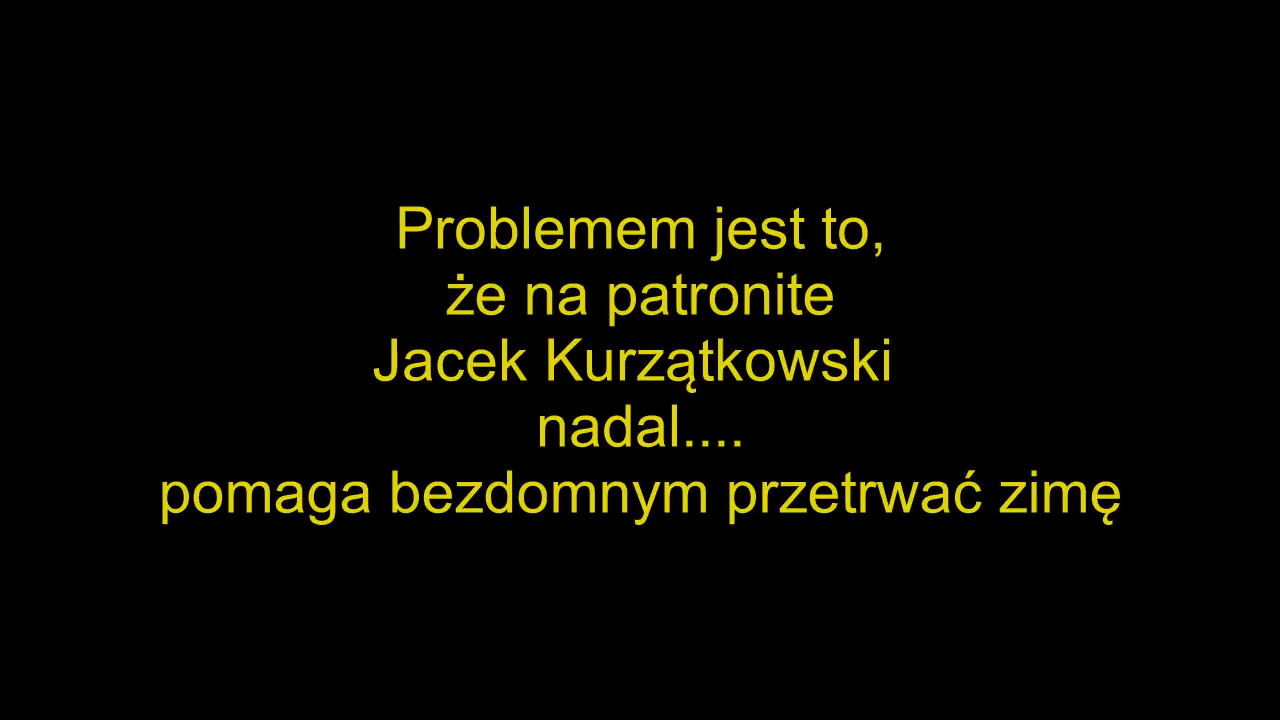 Problemem jest to,
że na patronite
Jacek Kurzątkowski
nadal....
pomaga bezdomnym przetrwać zimę